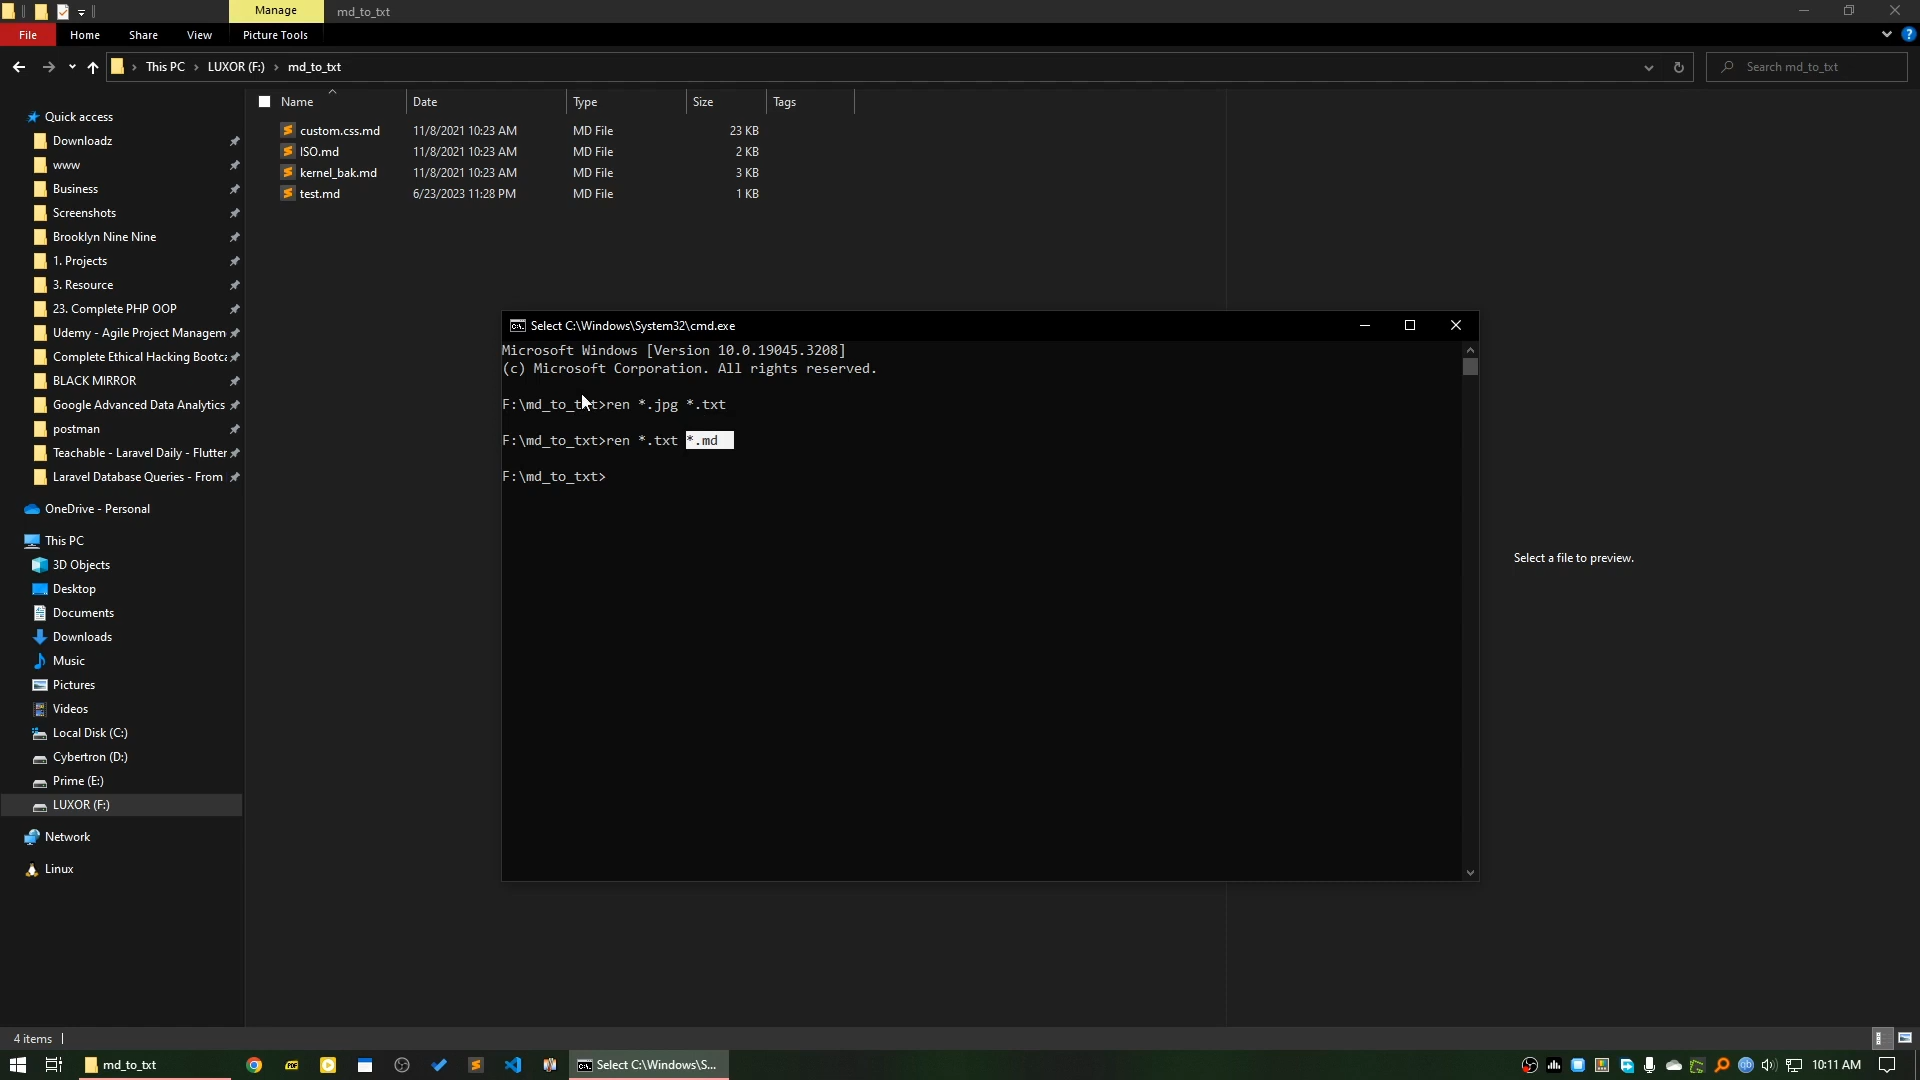 Manage
md_to_txt
File
Home
Share
View
Picture Tools
?
This PC
LUXOR (F:)
md_to_txt
Search md_to_txt
Name
Date
Type
Size
Tags
custom.css.md 11/8/2021 10:23 AM MD File 23 KB
ISO.md 11/8/2021 10:23 AM MD File 2 KB
kernel_bak.md 11/8/2021 10:23 AM MD File 3 KB
test.md 6/23/2023 11:28 PM MD File 1 KB
Quick access
Downloadz
www
Business
Screenshots
Brooklyn Nine Nine
1. Projects
3. Resource
23. Complete PHP OOP
Udemy - Agile Project Managem
Complete Ethical Hacking Bootca
BLACK MIRROR
Google Advanced Data Analytics
postman
Teachable - Laravel Daily - Flutter
Laravel Database Queries - From
OneDrive - Personal
This PC
3D Objects
Desktop
Documents
Downloads
Music
Pictures
Videos
Local Disk (C:)
Cybertron (D:)
Prime (E:)
LUXOR (F:)
Network
Linux
Select C:\Windows\System32\cmd.exe
Microsoft Windows [Version 10.0.19045.3208]
(c) Microsoft Corporation. All rights reserved.
F:\md_to_txt>ren *.jpg *.txt
F:\md_to_txt>ren *.txt *.md
F:\md_to_txt>
Select a file to preview.
4 items
md_to_txt
Select C:\Windows\S...
10:11 AM